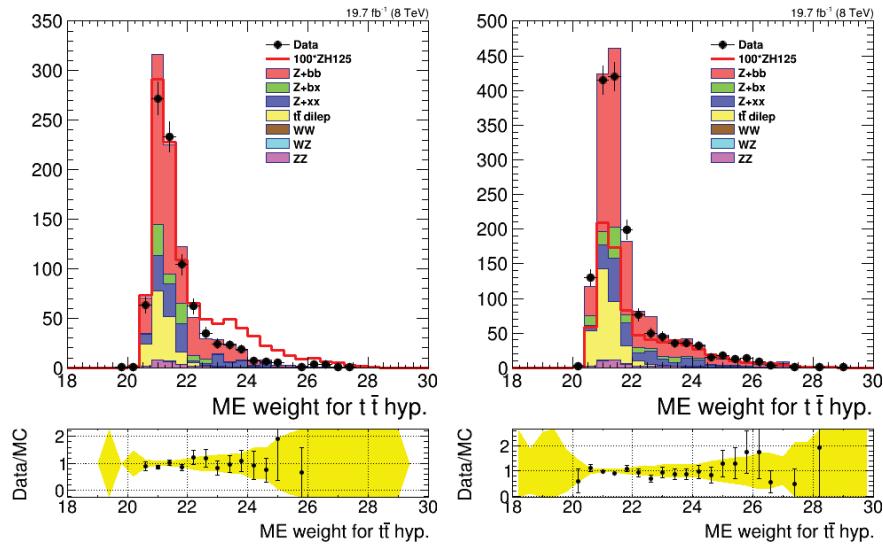 19.7 fb⁻¹ (8 TeV)
350
300
250
200
150
100
50
0
Data
100*ZH125
Z+bb
Z+bx
Z+xx
tt̄ dilep
WW
WZ
ZZ
18 20 22 24 26 28 30
ME weight for t t̄ hyp.
Data/MC
2
1
0
18 20 22 24 26 28 30
ME weight for tt̄ hyp.
19.7 fb⁻¹ (8 TeV)
500
450
400
350
300
250
200
150
100
50
0
Data
100*ZH125
Z+bb
Z+bx
Z+xx
tt̄ dilep
WW
WZ
ZZ
18 20 22 24 26 28 30
ME weight for t t̄ hyp.
Data/MC
2
1
0
18 20 22 24 26 28 30
ME weight for tt̄ hyp.